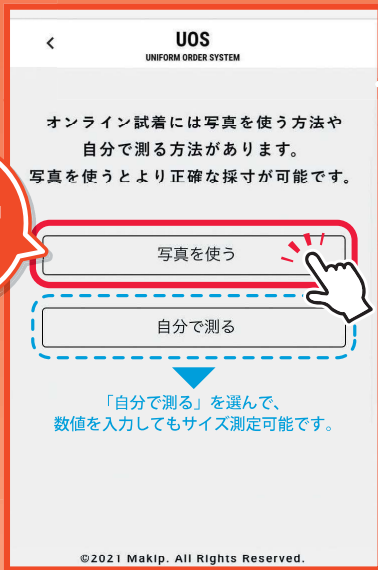 UOS
UNIFORM ORDER SYSTEM
オンライン試着には写真を使う方法や
自分で測る方法があります。
写真を使うとより正確な採寸が可能です。
写真を使う
自分で測る
「自分で測る」を選んで、
数値を入力してもサイズ測定可能です。
©2021 Makip. All Rights Reserved.